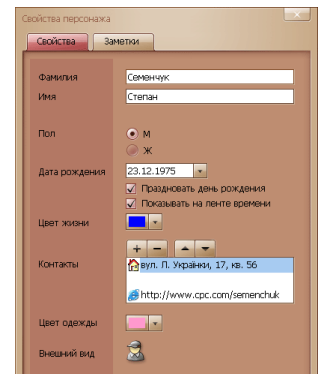 Свойства персонажа
Свойства Заметки
Фамилия Семенчук
Имя Степан
Пол М
Ж
Дата рождения 23.12.1975
Праздновать день рождения
Показывать на ленте времени
Цвет жизни
Контакты вул. Л. Українки, 17, кв. 56
http://www.cpc.com/semenchuk
Цвет одежды
Внешний вид